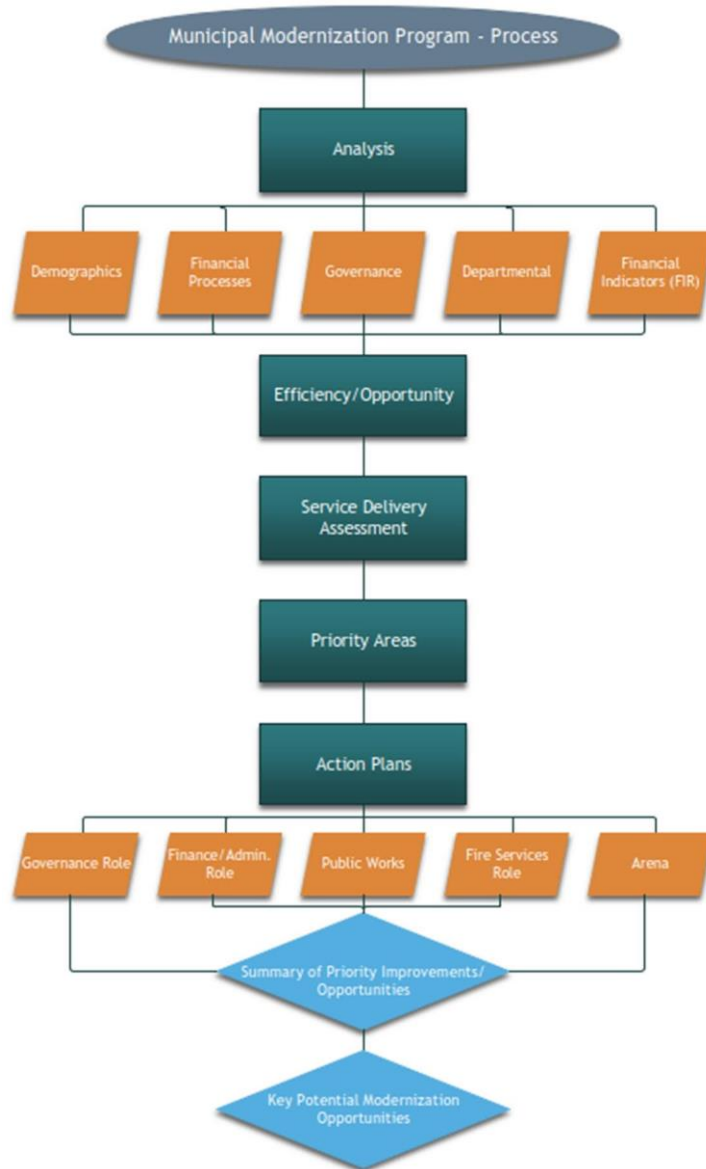 Municipal Modernization Program - Process
Analysis
Demographics
Financial
Processes
Governance
Departmental
Financial
Indicators (FIR)
Efficiency/Opportunity
Service Delivery
Assessment
Priority Areas
Action Plans
Governance Role
Finance/Admin.
Role
Public Works
Fire Services
Role
Arena
Summary of Priority Improvements/
Opportunities
Key Potential Modernization
Opportunities